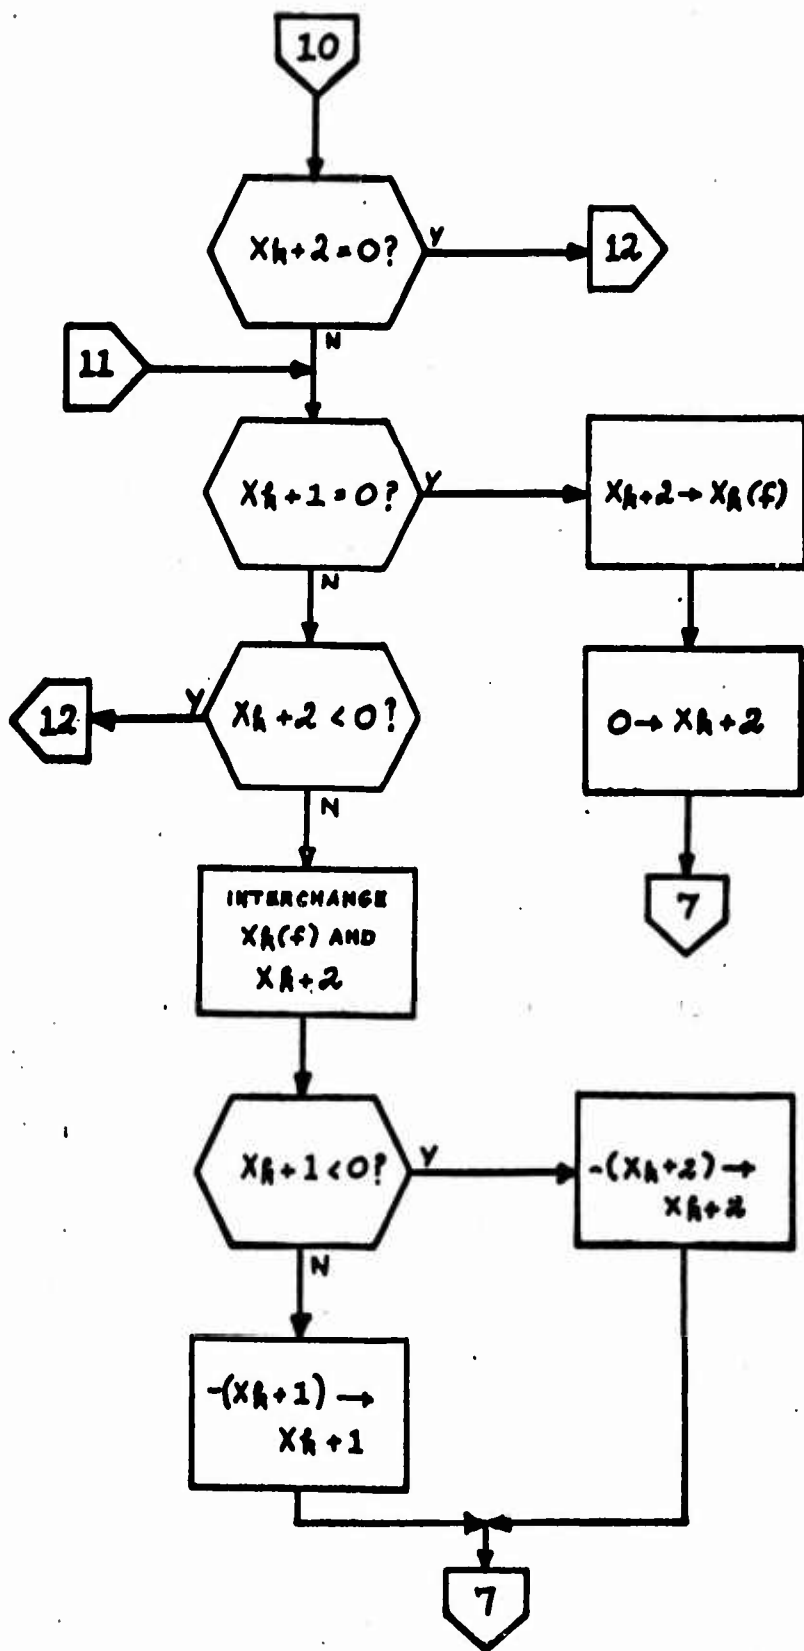 10
Xk+2=0?
Y
12
N
11
Xk+1=0?
Y
Xk+2→Xk(f)
N
Xk+2<0?
Y
12
0→Xk+2
N
7
INTERCHANGE
Xk(f) AND
Xk+2
Xk+1<0?
Y
-(Xk+2)→
Xk+2
N
-(Xk+1)→
Xk+1
7